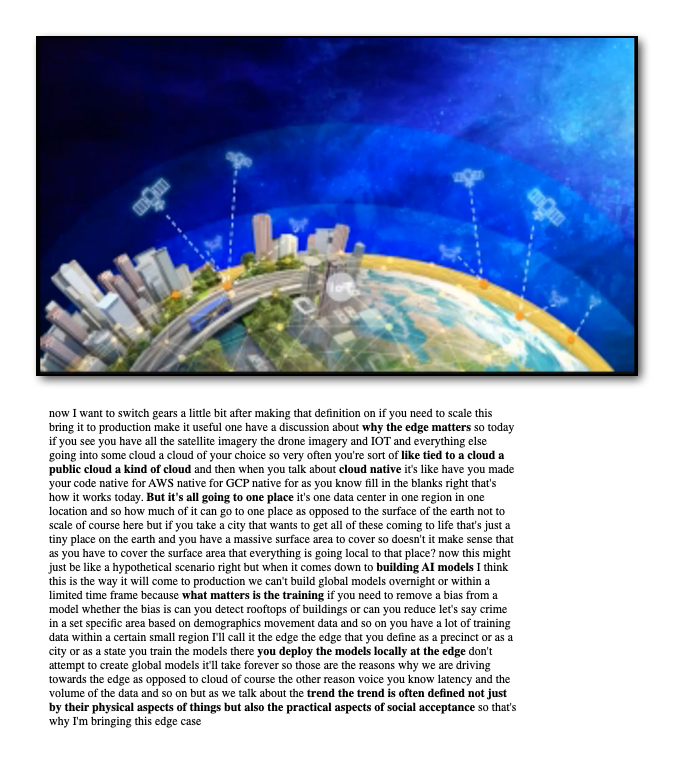 IoT
now I want to switch gears a little bit after making that definition on if you need to scale this
bring it to production make it useful one have a discussion about why the edge matters so today
if you see you have all the satellite imagery the drone imagery and IOT and everything else
going into some cloud a cloud of your choice so very often you're sort of like tied to a cloud a
public cloud a kind of cloud and then when you talk about cloud native it's like have you made
your code native for AWS native for GCP native for as you know fill in the blanks right that's
how it works today. But it's all going to one place it's one data center in one region in one
location and so how much of it can go to one place as opposed to the surface of the earth not to
scale of course here but if you take a city that wants to get all of these coming to life that's just a
tiny place on the earth and you have a massive surface area to cover so doesn't it make sense that
as you have to cover the surface area that everything is going local to that place? now this might
just be like a hypothetical scenario right but when it comes down to building AI models I think
this is the way it will come to production we can't build global models overnight or within a
limited time frame because what matters is the training if you need to remove a bias from a
model whether the bias is can you detect rooftops of buildings or can you reduce let's say crime
in a set specific area based on demographics movement data and so on you have a lot of training
data within a certain small region I'll call it the edge the edge that you define as a precinct or as a
city or as a state you train the models there you deploy the models locally at the edge don't
attempt to create global models it'll take forever so those are the reasons why we are driving
towards the edge as opposed to cloud of course the other reason voice you know latency and the
volume of the data and so on but as we talk about the trend the trend is often defined not just
by their physical aspects of things but also the practical aspects of social acceptance so that's
why I'm bringing this edge case